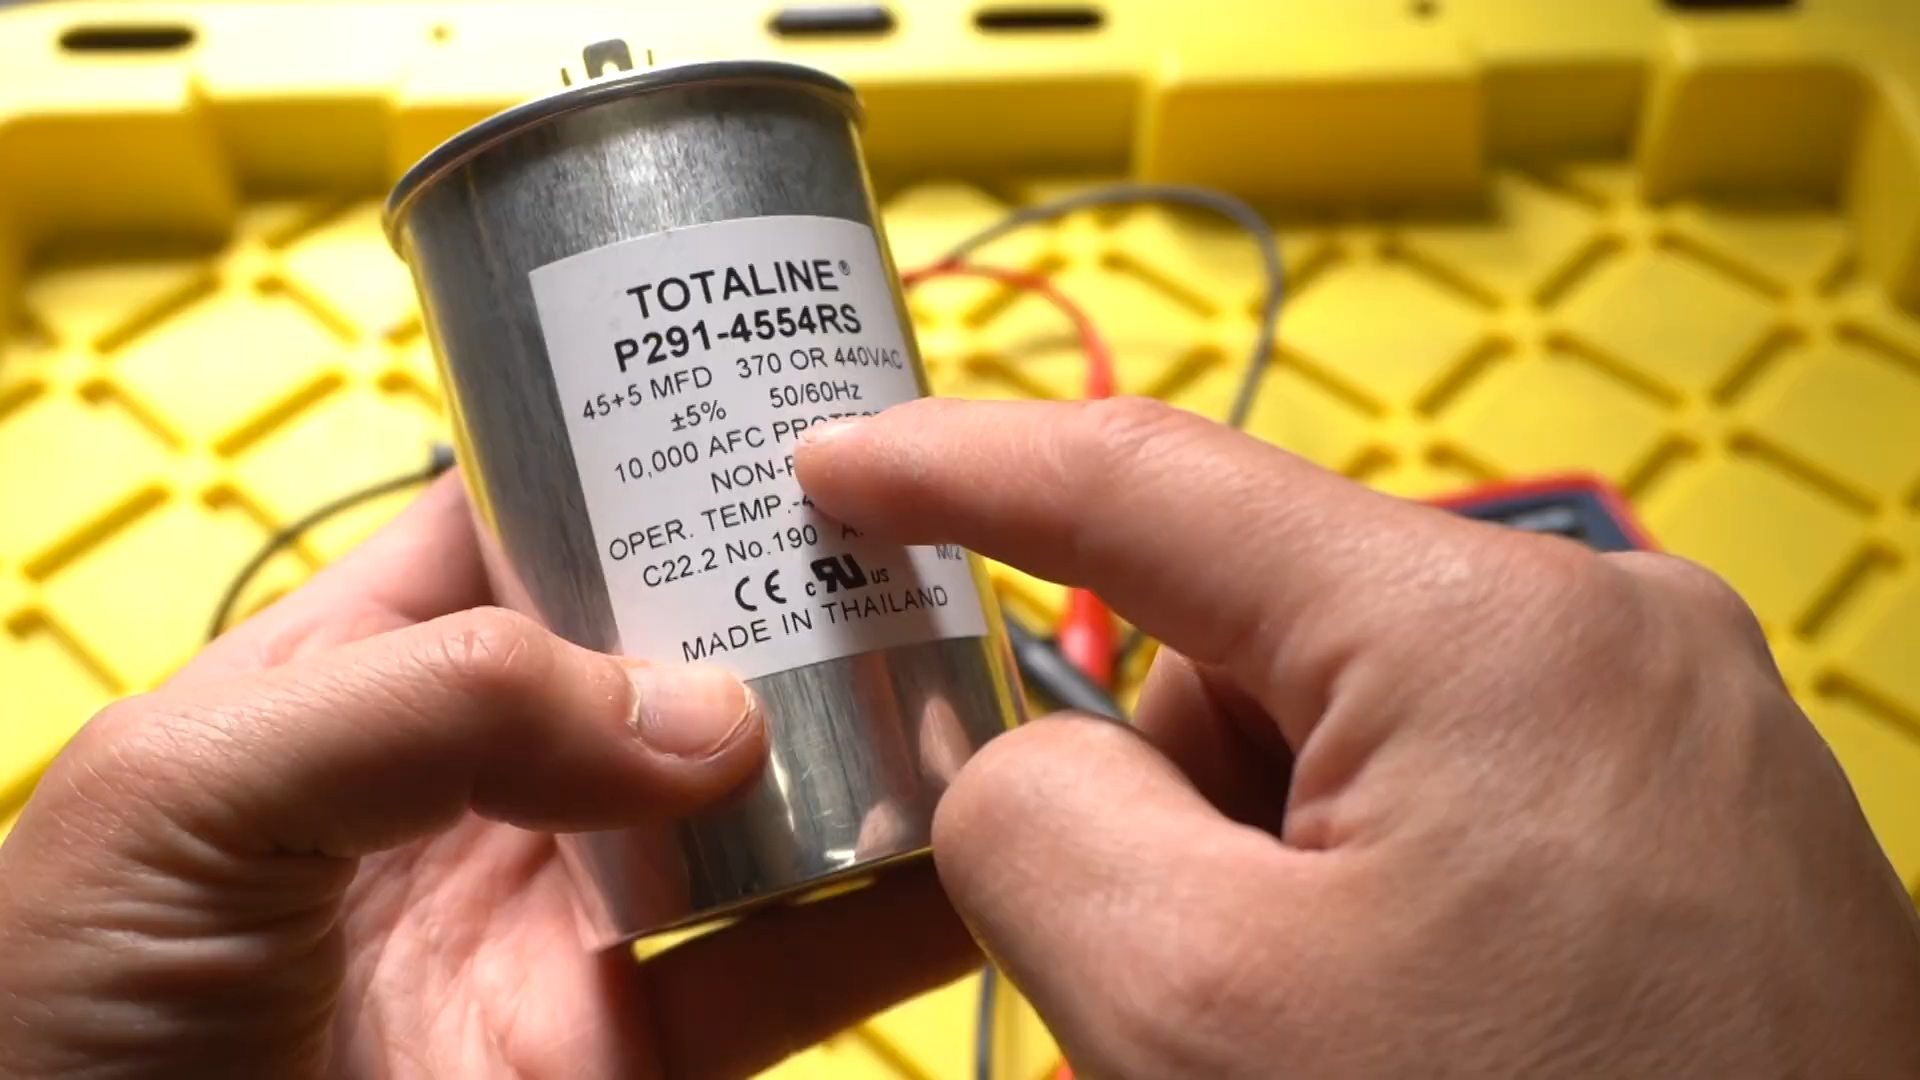 TOTALINE®
P291-4554RS
45+5 MFD 370 OR 440VAC
±5% 50/60Hz
10,000 AFC
OPER. TEMP.
C22.2 No.190
CE c RU US
MADE IN THAILAND